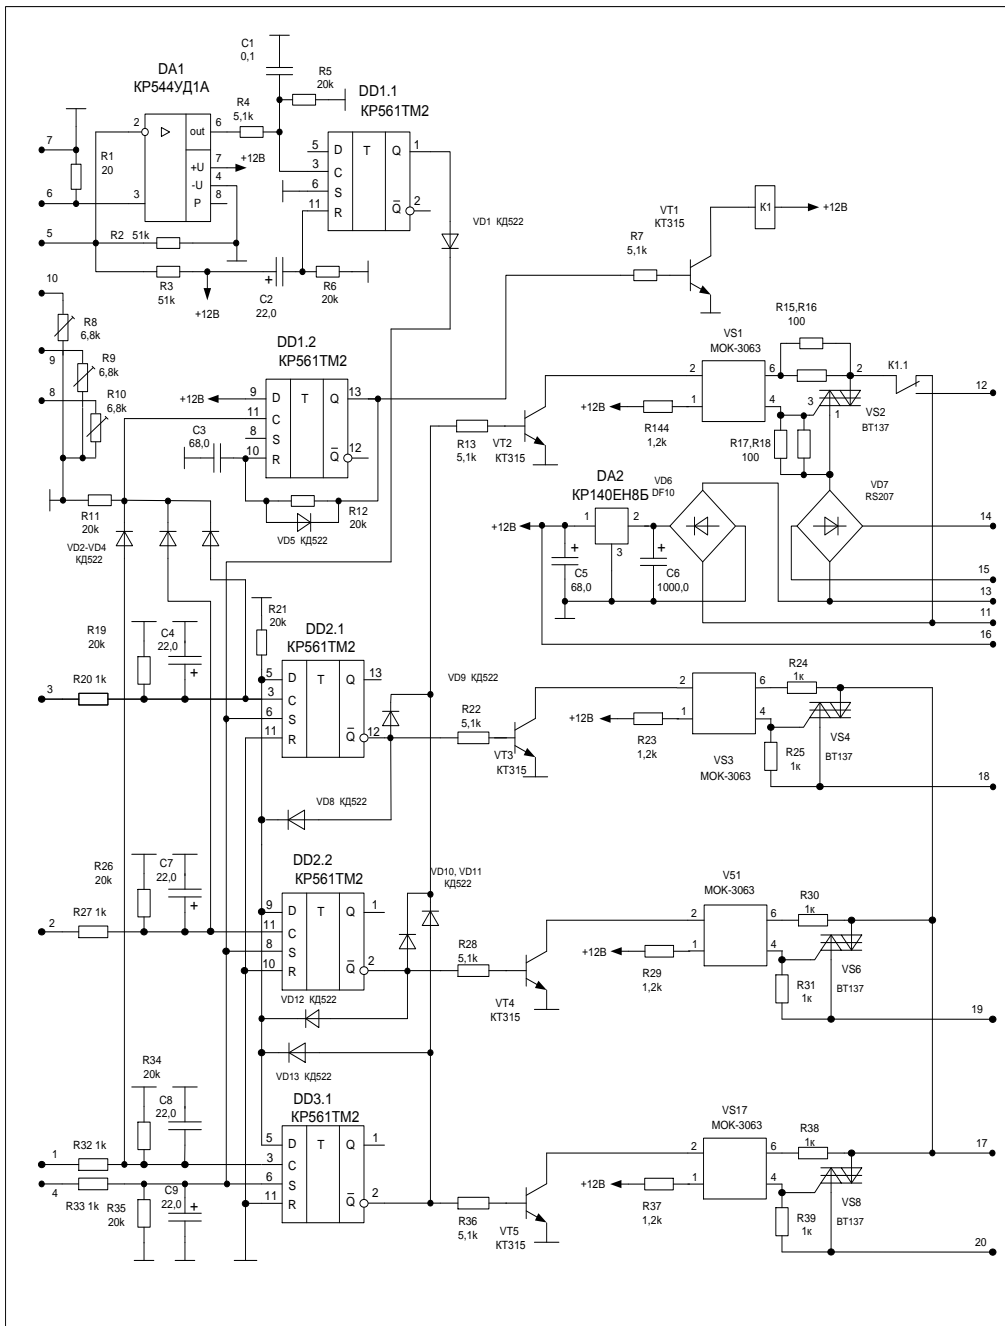 C1
0,1
DA1
КР544УД1А
R4
5,1k
R5
20k
DD1.1
КР561ТМ2
2
out
6
+U
7
-U
4
P
8
3
+12В
7
R1
20
6
5
R2 51k
R3
51k
+12В
C2
22,0
+
R6
20k
5
D
T
Q
1
3
C
6
S
11
R
Q
2
VD1 КД522
VT1
КТ315
R7
5,1k
K1
+12В
10
R8
6,8k
9
R9
6,8k
8
R10
6,8k
DD1.2
КР561ТМ2
+12В
9
D
T
Q
13
11
C
8
S
10
R
Q
12
C3
68,0
R11
20k
R12
20k
VD5 КД522
VD2-VD4
КД522
R13
5,1k
VT2
КТ315
VS1
МОК-3063
2
6
1
4
+12В
R144
1,2k
R15,R16
100
R17,R18
100
2
3
1
VS2
ВТ137
K1.1
12
DA2
КР140ЕН8Б
VD6
DF10
VD7
RS207
+12В
1
2
3
+
C5
68,0
+
C6
1000,0
14
15
13
11
16
R19
20k
C4
22,0
+
R20 1k
3
R21
20k
DD2.1
КР561ТМ2
5
D
T
Q
13
3
C
6
S
11
R
Q
12
VD9 КД522
VD8 КД522
R22
5,1k
VT3
КТ315
+12В
R23
1,2k
2
6
1
4
VS3
МОК-3063
R24
1к
R25
1к
VS4
ВТ137
18
R26
20k
C7
22,0
+
R27 1k
2
DD2.2
КР561ТМ2
9
D
T
Q
1
11
C
8
S
10
R
Q
2
VD10, VD11
КД522
VD12 КД522
VD13 КД522
R28
5,1k
VT4
КТ315
+12В
R29
1,2k
V51
МОК-3063
2
6
1
4
R30
1к
R31
1к
VS6
ВТ137
19
R34
20k
C8
22,0
R32 1k
1
4
R33 1k
R35
20k
C9
22,0
+
DD3.1
КР561ТМ2
5
D
T
Q
1
3
C
6
S
11
R
Q
2
R36
5,1k
VT5
КТ315
+12В
R37
1,2k
VS17
МОК-3063
2
6
1
4
R38
1к
R39
1к
VS8
ВТ137
17
20